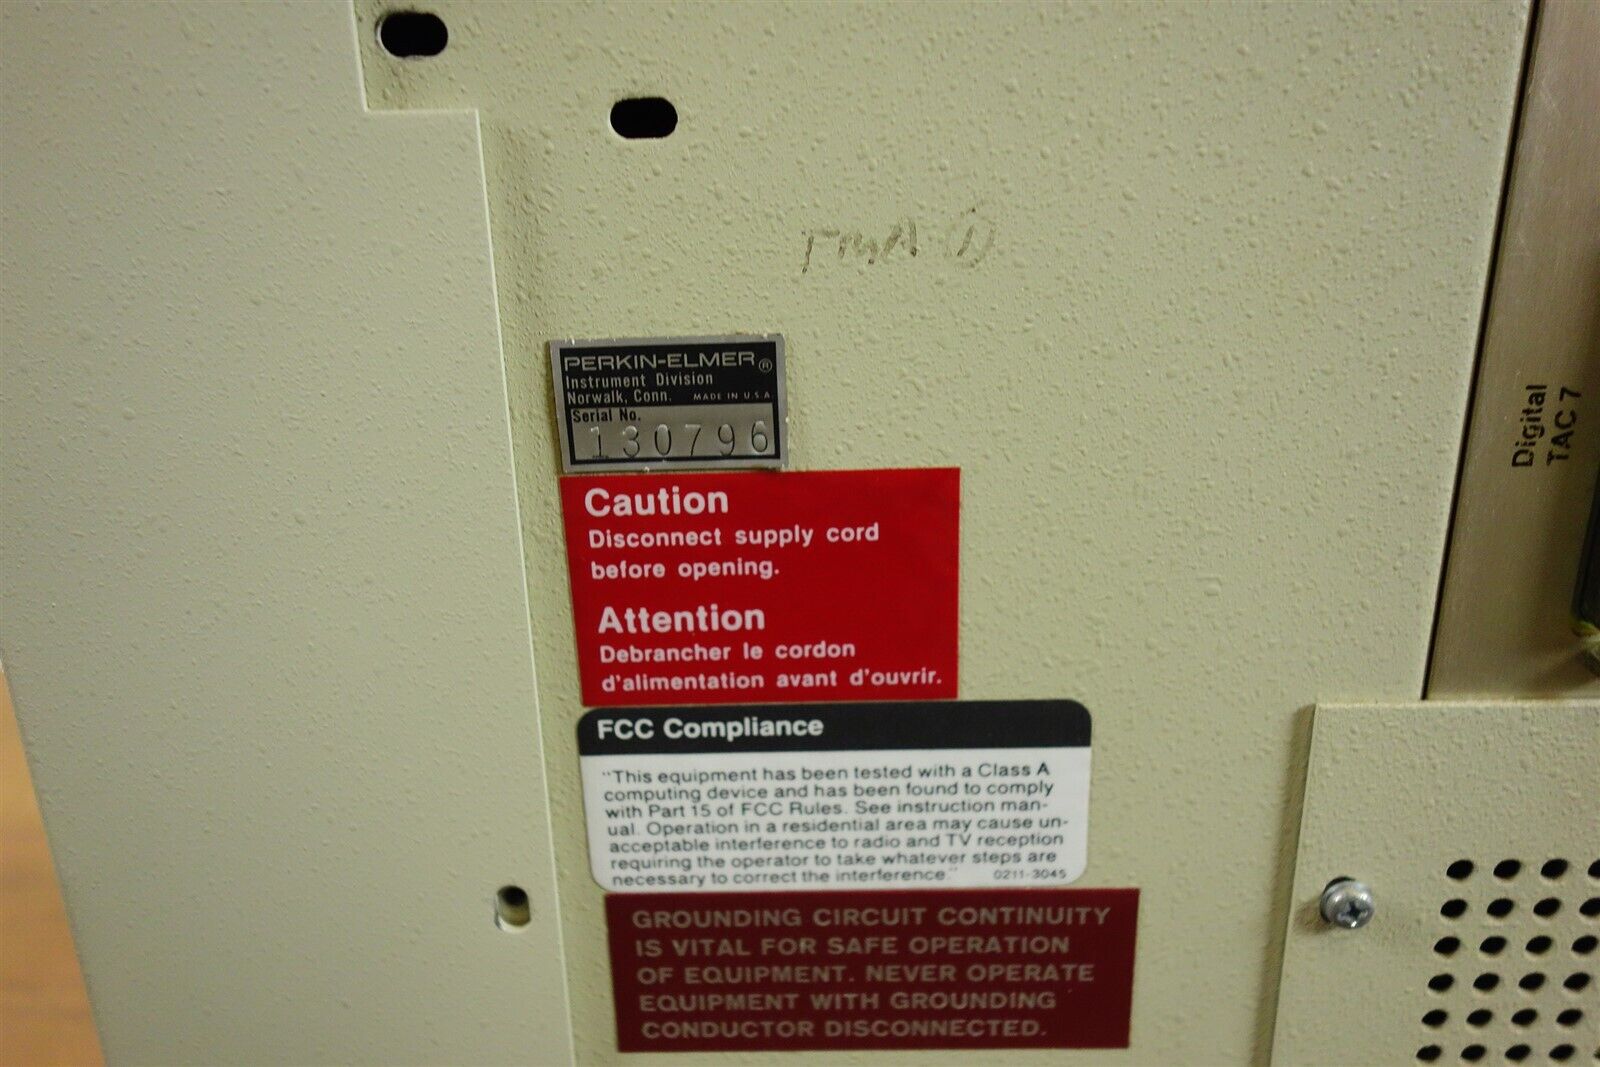 TMA (1)
PERKIN-ELMER®
Instrument Division
Norwalk, Conn. MADE IN U.S.A
Serial No.
130796
Caution
Disconnect supply cord
before opening.
Attention
Debrancher le cordon
d'alimentation avant d'ouvrir.
FCC Compliance
"This equipment has been tested with a Class A
computing device and has been found to comply
with Part 15 of FCC Rules. See instruction man-
ual. Operation in a residential area may cause un-
acceptable interference to radio and TV reception
requiring the operator to take whatever steps are
necessary to correct the interference." 0211-3045
GROUNDING CIRCUIT CONTINUITY
IS VITAL FOR SAFE OPERATION
OF EQUIPMENT. NEVER OPERATE
EQUIPMENT WITH GROUNDING
CONDUCTOR DISCONNECTED.
Digital
TAC 7